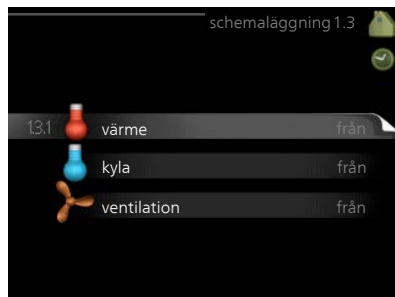 schemaläggning 1.3
1.3.1 värme från
kyla från
ventilation från